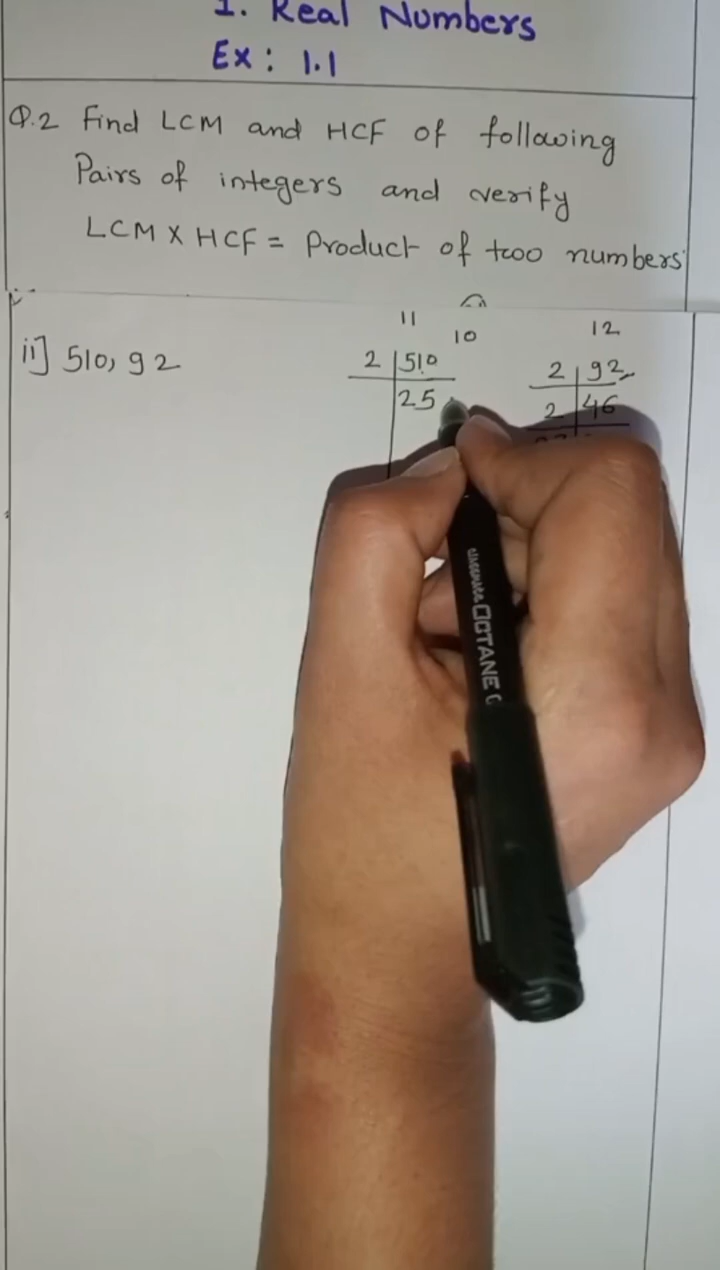 1. Real Numbers
Ex: 1.1
Q.2 Find LCM and HCF of following
Pairs of integers and verify
LCM X HCF = Product of two numbers
ii] 510, 92
11
10
2 510
25
12
2 92
2 46
OCTANE